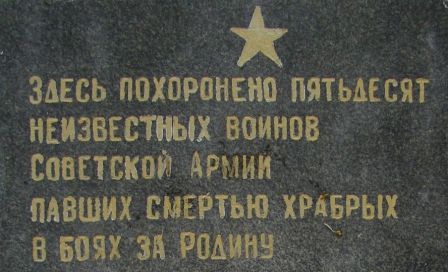 Здесь похоронено пятьдесят
неизвестных воинов
Советской Армии
павших смертью храбрых
в боях за Родину